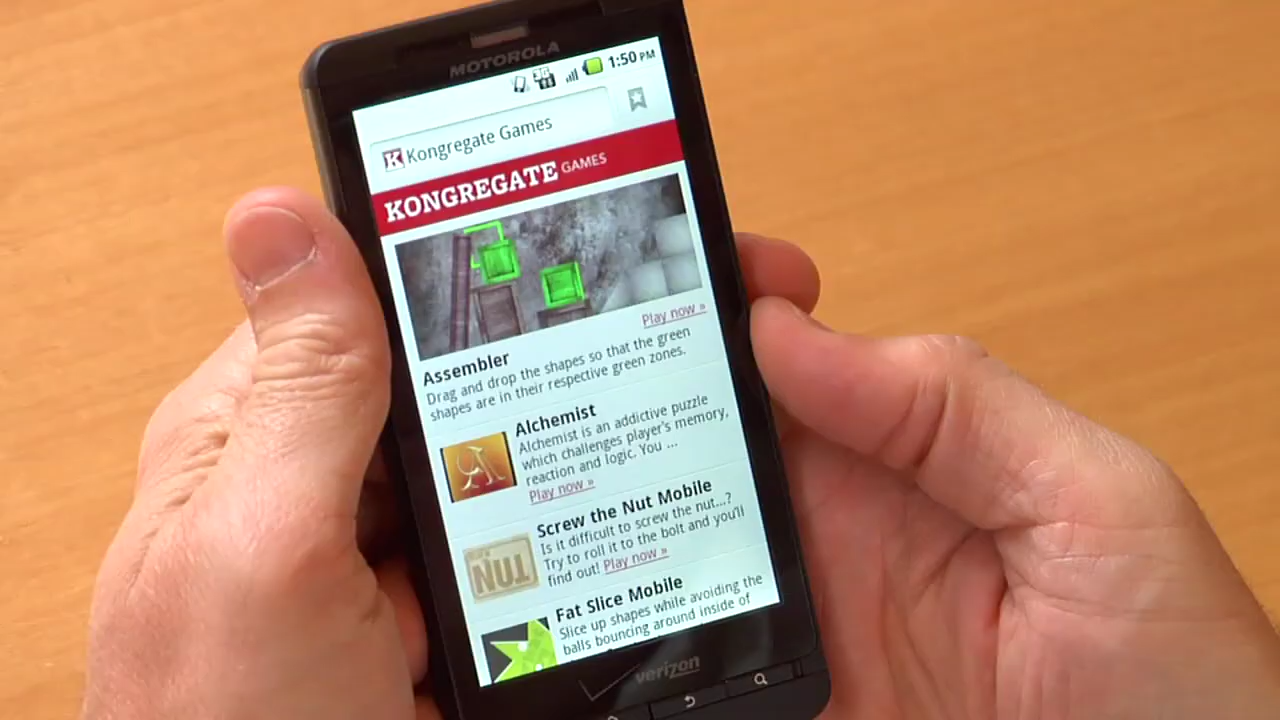 MOTOROLA
1:50 PM
K Kongregate Games
KONGREGATE GAMES
Play now »
Assembler
Drag and drop the shapes so that the green
shapes are in their respective green zones.
Alchemist
Alchemist is an addictive puzzle
which challenges player's memory,
reaction and logic. You ...
Play now »
Screw the Nut Mobile
Is it difficult to screw the nut...?
Try to roll it to the bolt and you'll
find out! Play now »
NUT
Fat Slice Mobile
Slice up shapes while avoiding the
balls bouncing around inside of
verizon